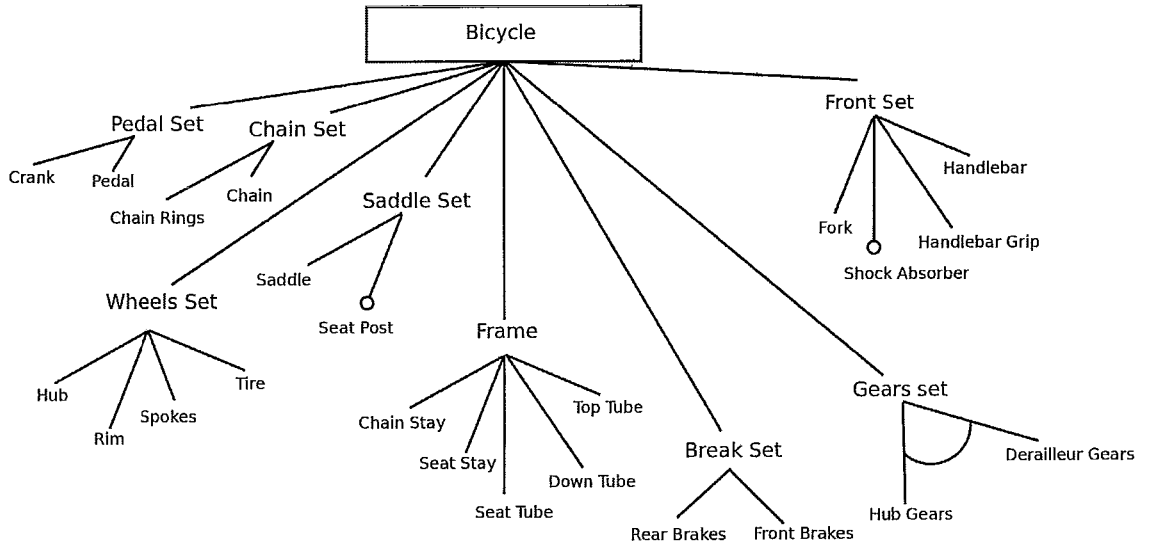 Bicycle
Pedal Set
Chain Set
Front Set
Crank
Pedal
Chain Rings
Chain
Saddle Set
Handlebar
Fork
Handlebar Grip
Shock Absorber
Saddle
Seat Post
Wheels Set
Frame
Hub
Rim
Spokes
Tire
Chain Stay
Seat Stay
Seat Tube
Down Tube
Top Tube
Break Set
Rear Brakes
Front Brakes
Gears set
Hub Gears
Derailleur Gears